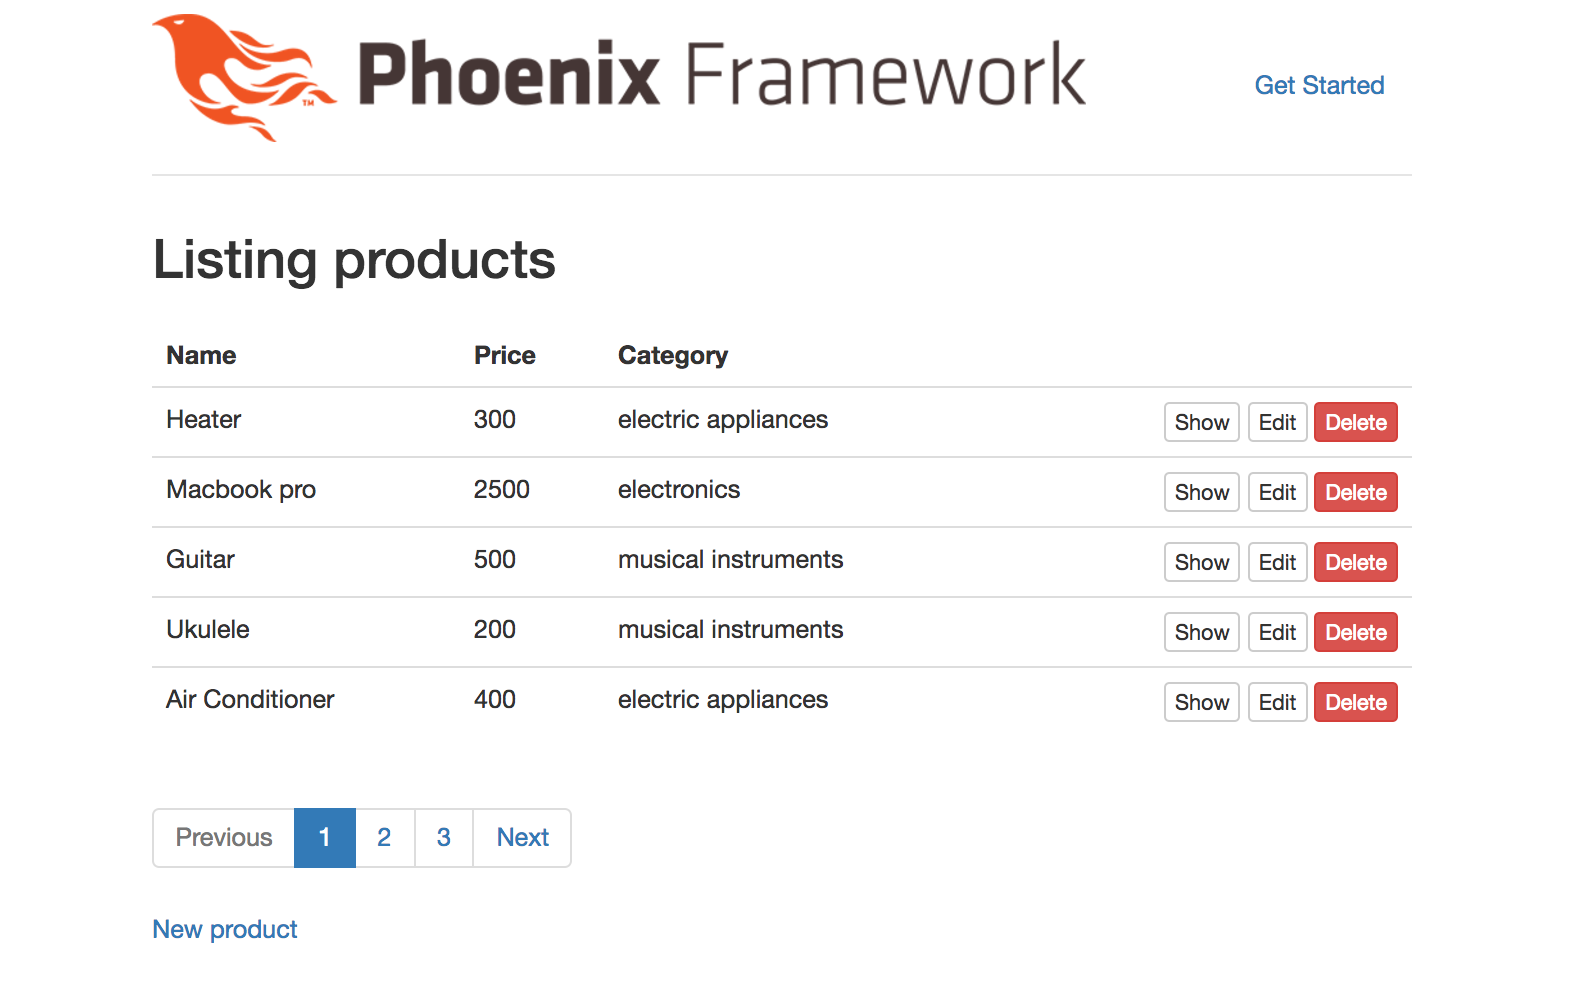 Phoenix Framework
TM
Get Started
Listing products
Name Price Category
Heater 300 electric appliances Show Edit Delete
Macbook pro 2500 electronics Show Edit Delete
Guitar 500 musical instruments Show Edit Delete
Ukulele 200 musical instruments Show Edit Delete
Air Conditioner 400 electric appliances Show Edit Delete
Previous 1 2 3 Next
New product